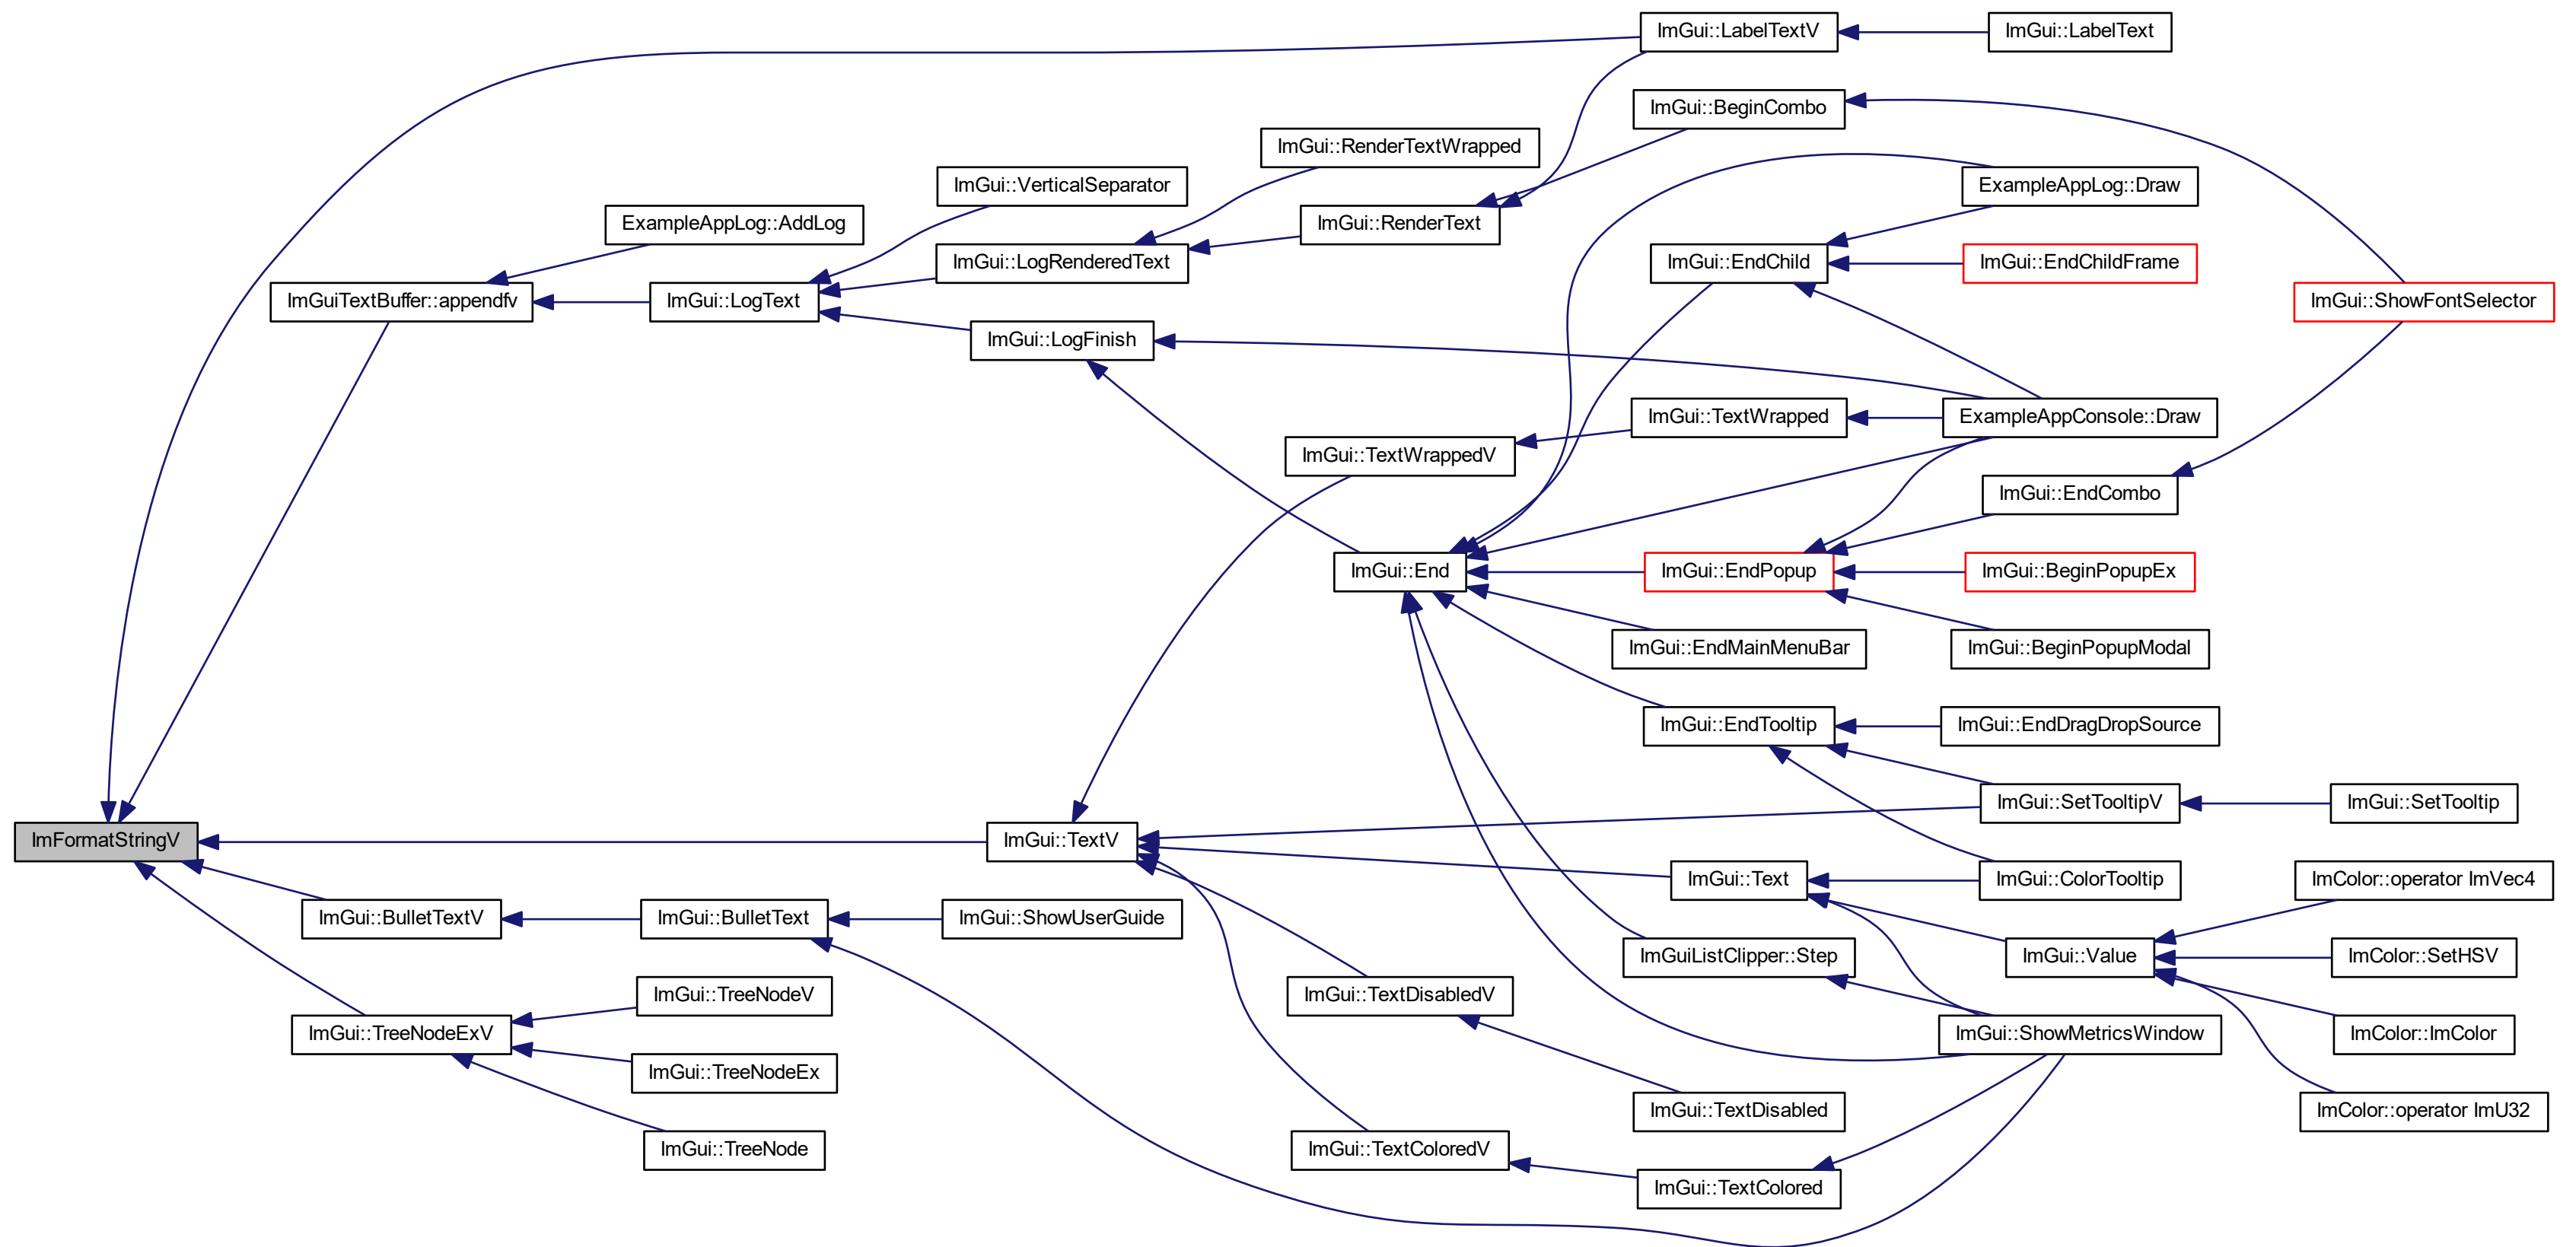 ImGui::LabelTextV
ImGui::LabelText
ImGui::BeginCombo
ImGui::RenderTextWrapped
ImGui::VerticalSeparator
ExampleAppLog::Draw
ExampleAppLog::AddLog
ImGui::RenderText
ImGui::LogRenderedText
ImGui::EndChild
ImGui::EndChildFrame
ImGuiTextBuffer::appendfv
ImGui::LogText
ImGui::ShowFontSelector
ImGui::LogFinish
ImGui::TextWrapped
ExampleAppConsole::Draw
ImGui::TextWrappedV
ImGui::EndCombo
ImGui::End
ImGui::EndPopup
ImGui::BeginPopupEx
ImGui::EndMainMenuBar
ImGui::BeginPopupModal
ImGui::EndTooltip
ImGui::EndDragDropSource
ImGui::SetTooltipV
ImGui::SetTooltip
ImFormatStringV
ImGui::TextV
ImGui::Text
ImGui::ColorTooltip
ImColor::operator ImVec4
ImGui::BulletTextV
ImGui::BulletText
ImGui::ShowUserGuide
ImGuiListClipper::Step
ImGui::Value
ImColor::SetHSV
ImGui::TreeNodeV
ImGui::TextDisabledV
ImGui::TreeNodeExV
ImGui::ShowMetricsWindow
ImColor::ImColor
ImGui::TreeNodeEx
ImGui::TextDisabled
ImColor::operator ImU32
ImGui::TreeNode
ImGui::TextColoredV
ImGui::TextColored